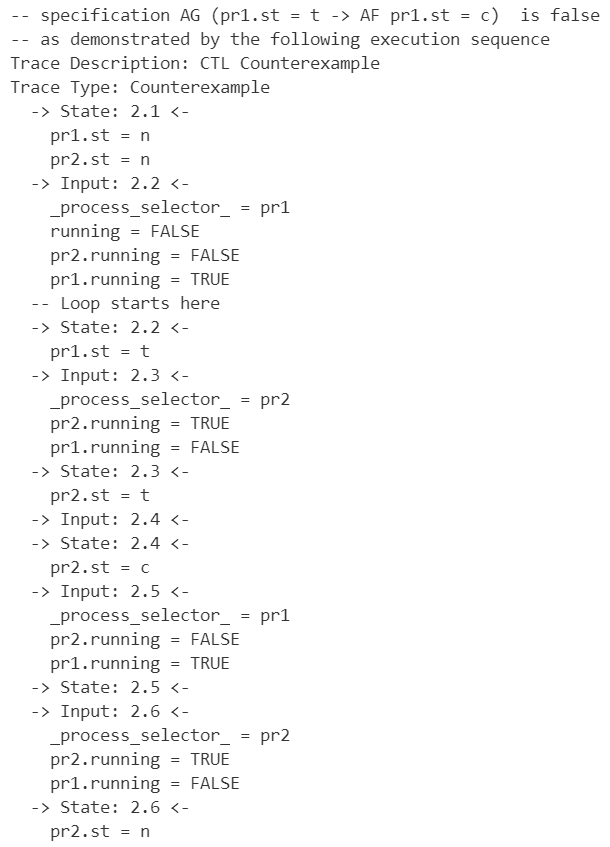 -- specification AG (pr1.st = t -> AF pr1.st = c)  is false
-- as demonstrated by the following execution sequence
Trace Description: CTL Counterexample
Trace Type: Counterexample
  -> State: 2.1 <-
    pr1.st = n
    pr2.st = n
  -> Input: 2.2 <-
    _process_selector_ = pr1
    running = FALSE
    pr2.running = FALSE
    pr1.running = TRUE
  -- Loop starts here
  -> State: 2.2 <-
    pr1.st = t
  -> Input: 2.3 <-
    _process_selector_ = pr2
    pr2.running = TRUE
    pr1.running = FALSE
  -> State: 2.3 <-
    pr2.st = t
  -> Input: 2.4 <-
  -> State: 2.4 <-
    pr2.st = c
  -> Input: 2.5 <-
    _process_selector_ = pr1
    pr2.running = FALSE
    pr1.running = TRUE
  -> State: 2.5 <-
  -> Input: 2.6 <-
    _process_selector_ = pr2
    pr2.running = TRUE
    pr1.running = FALSE
  -> State: 2.6 <-
    pr2.st = n